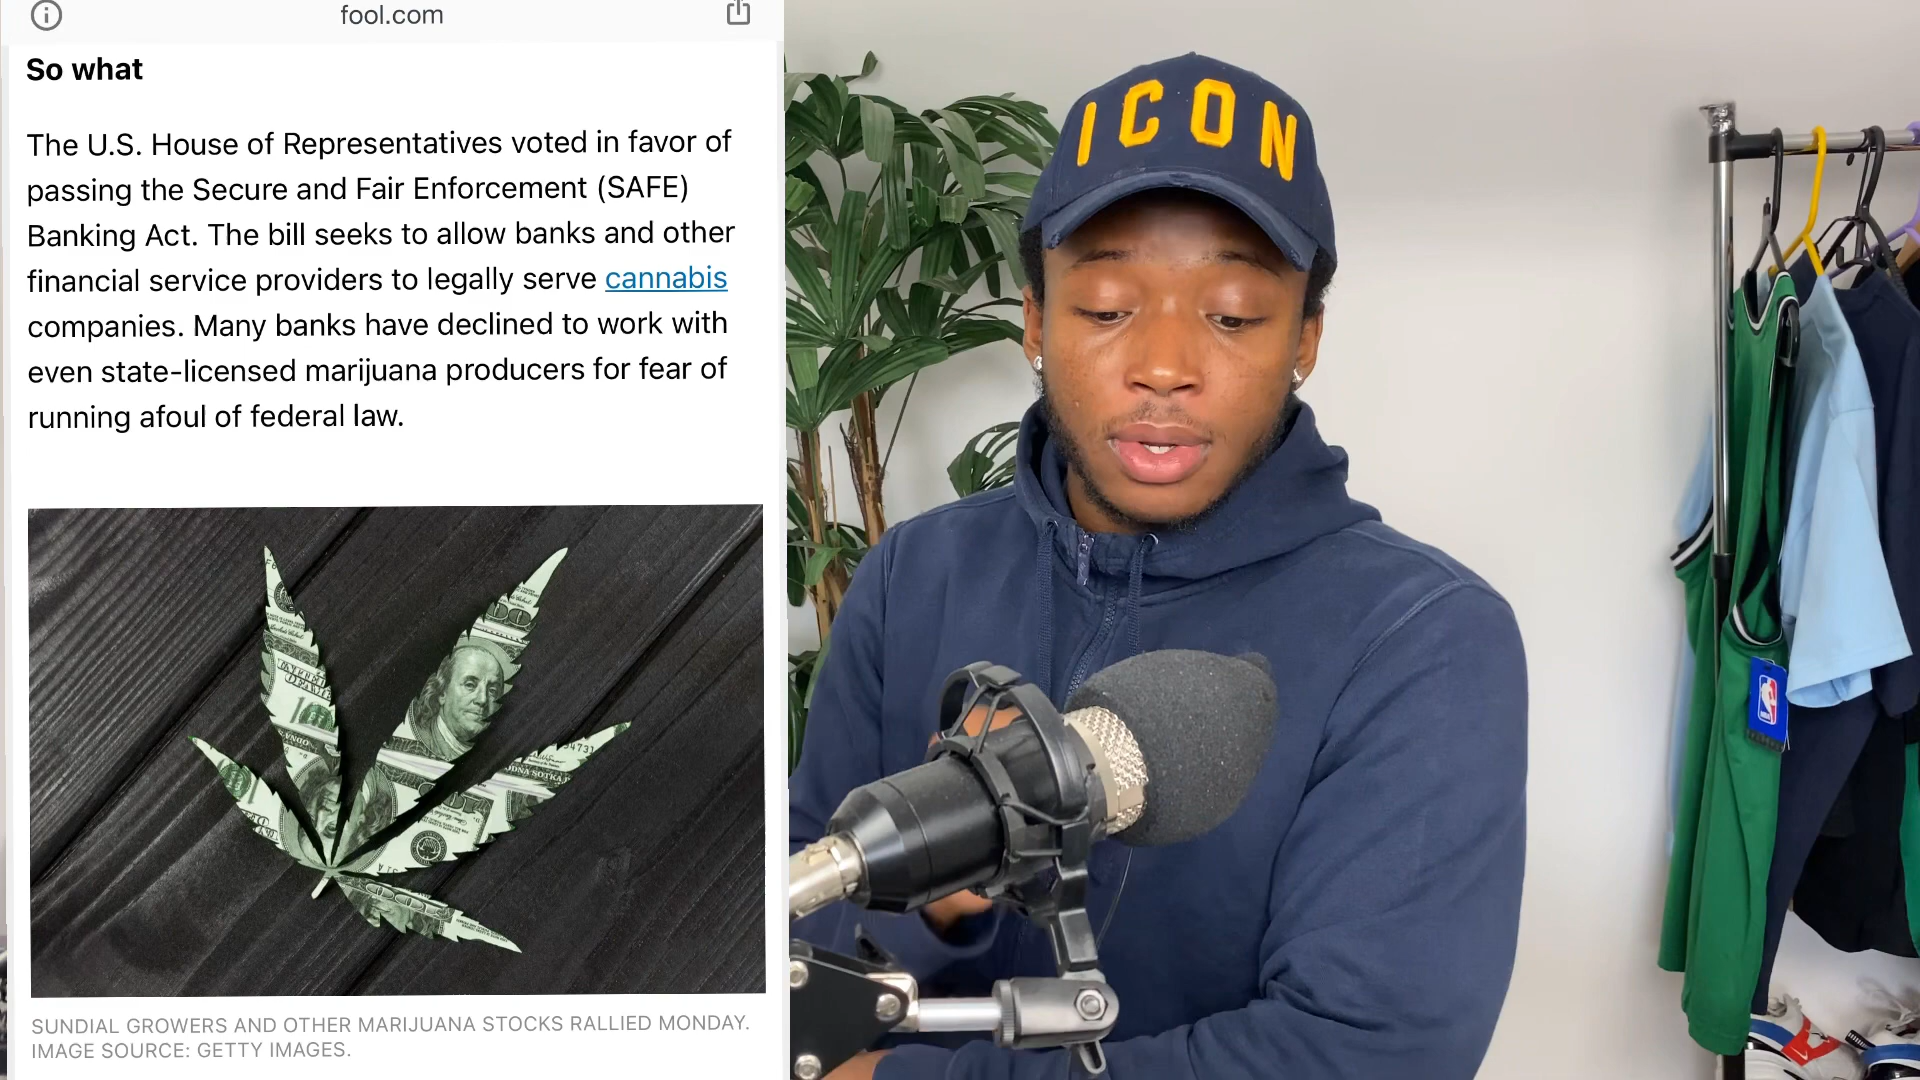 fool.com
So what
The U.S. House of Representatives voted in favor of
passing the Secure and Fair Enforcement (SAFE)
Banking Act. The bill seeks to allow banks and other
financial service providers to legally serve cannabis
companies. Many banks have declined to work with
even state-licensed marijuana producers for fear of
running afoul of federal law.
SUNDIAL GROWERS AND OTHER MARIJUANA STOCKS RALLIED MONDAY.
IMAGE SOURCE: GETTY IMAGES.
ICON
NBA